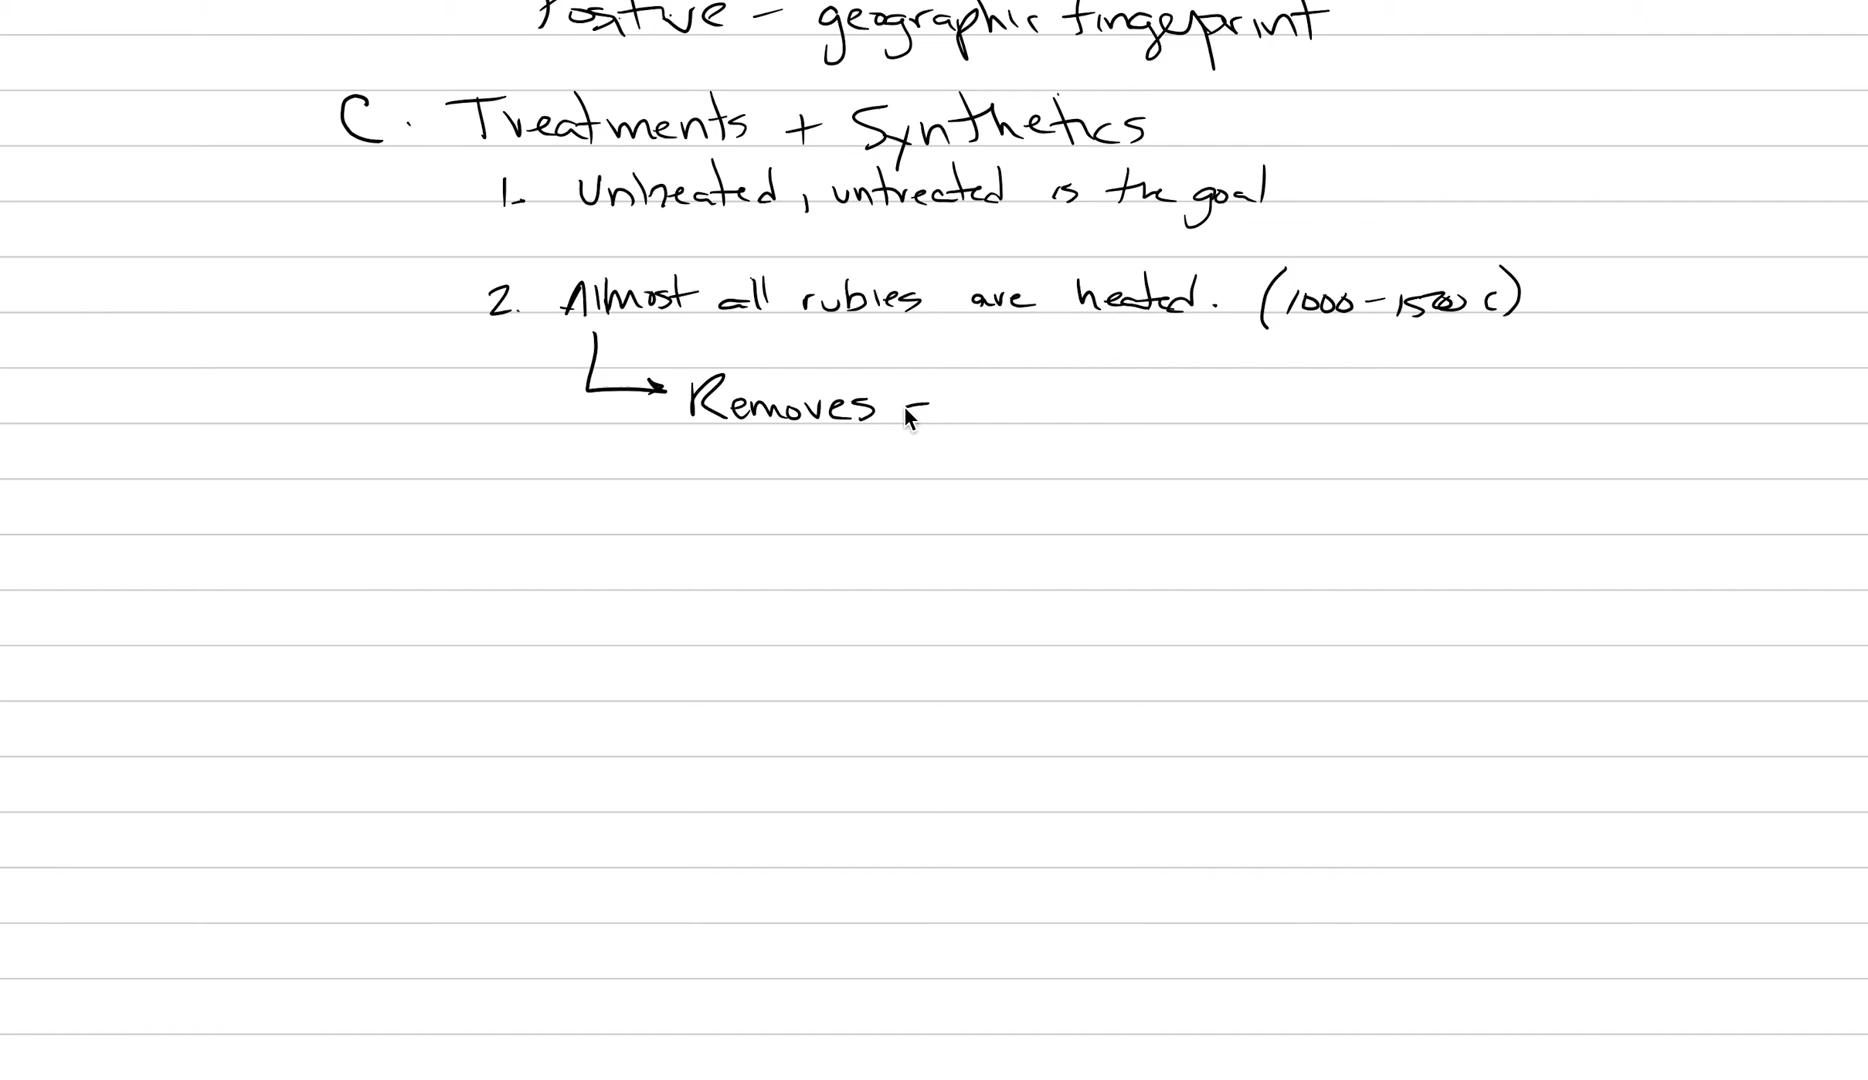 Positive - geographic fingerprint
C. Treatments + Synthetics
1. Unheated, untreated is the goal
2. Almost all rubies are heated. (1000-1500 C)
Removes